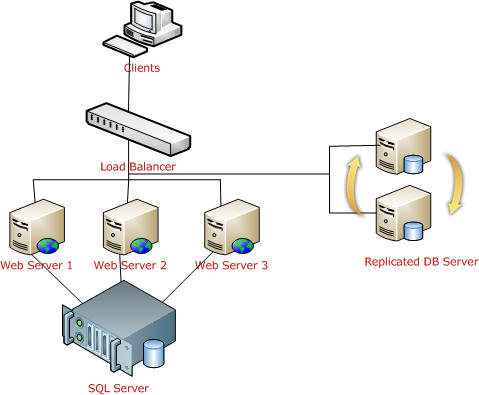 Clients
Load Balancer
Web Server 1
Web Server 2
Web Server 3
Replicated DB Server
SQL Server